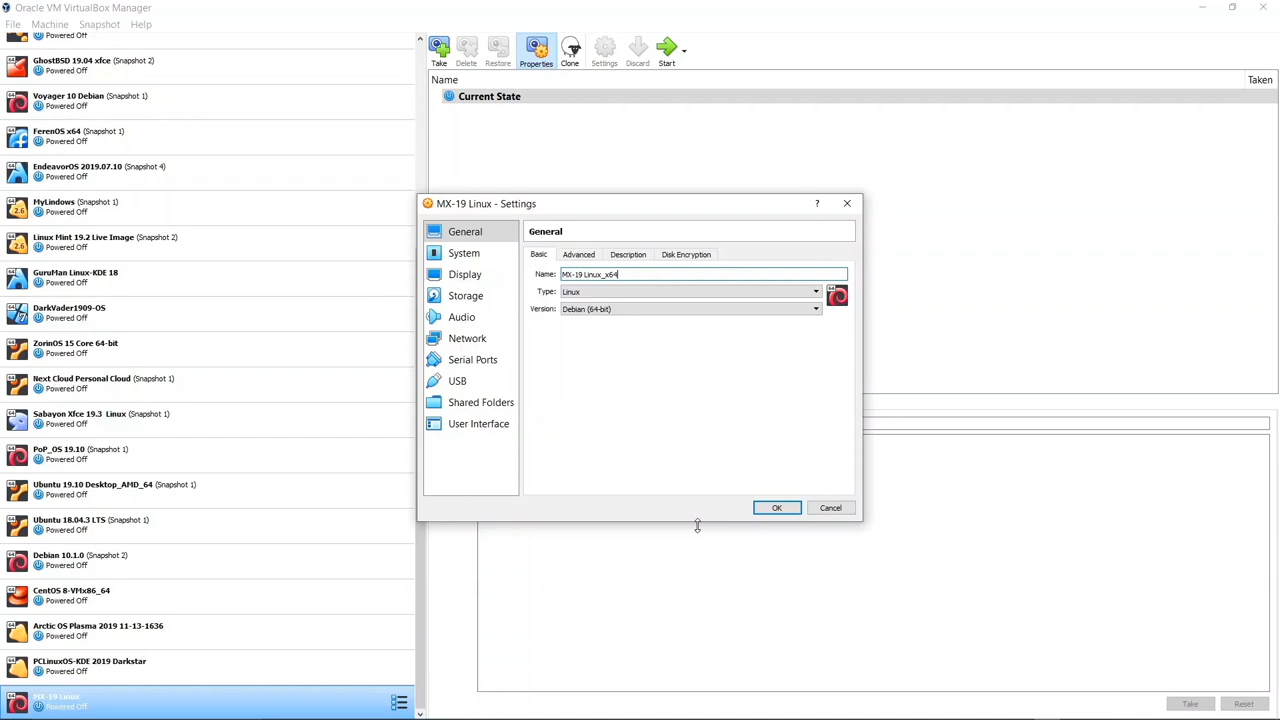 Oracle VM VirtualBox Manager
File Machine Snapshot Help
Powered Off
GhostBSD 19.04 xfce (Snapshot 2)
Powered Off
Voyager 10 Debian (Snapshot 1)
Powered Off
FerenOS x64 (Snapshot 1)
Powered Off
EndeavorOS 2019.07.10 (Snapshot 4)
Powered Off
MyLindows (Snapshot 1)
Powered Off
Linux Mint 19.2 Live Image (Snapshot 2)
Powered Off
GuruMan Linux-KDE 18
Powered Off
DarkVader1909-OS
Powered Off
ZorinOS 15 Core 64-bit
Powered Off
Next Cloud Personal Cloud (Snapshot 1)
Powered Off
Sabayon Xfce 19.3 Linux (Snapshot 1)
Powered Off
PoP_OS 19.10 (Snapshot 1)
Powered Off
Ubuntu 19.10 Desktop_AMD_64 (Snapshot 1)
Powered Off
Ubuntu 18.04.3 LTS (Snapshot 1)
Powered Off
Debian 10.1.0 (Snapshot 2)
Powered Off
CentOS 8-VMx86_64
Powered Off
Arctic OS Plasma 2019 11-13-1636
Powered Off
PCLinuxOS-KDE 2019 Darkstar
Powered Off
MX-19 Linux
Powered Off
Take Delete Restore Properties Clone Settings Discard Start
Name Taken
Current State
MX-19 Linux - Settings ?
General
System
Display
Storage
Audio
Network
Serial Ports
USB
Shared Folders
User Interface
General
Basic Advanced Description Disk Encryption
Name: MX-19 Linux_x64
Type: Linux
Version: Debian (64-bit)
OK Cancel
Take Reset